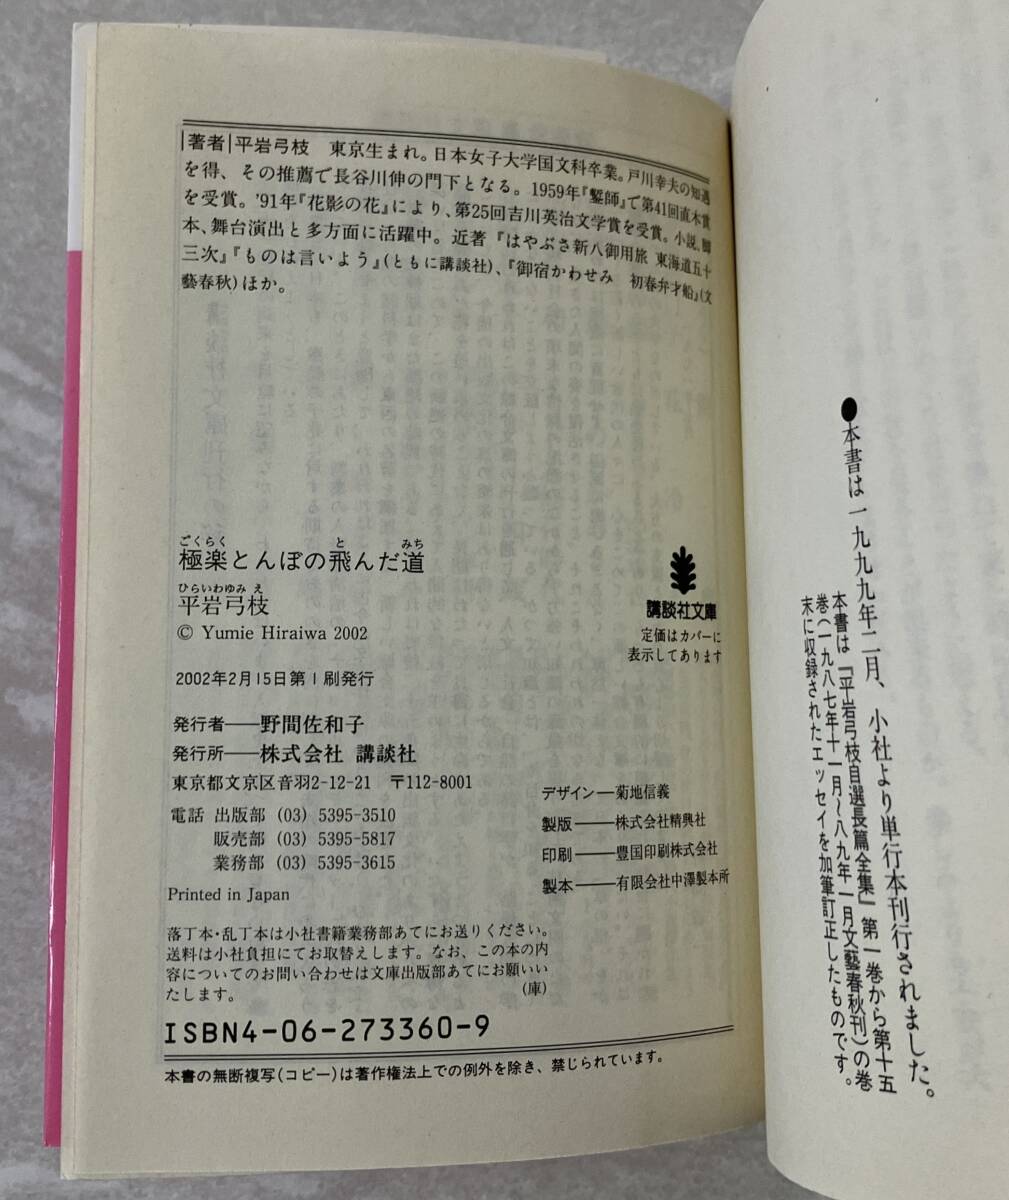 |著者|平岩弓枝　東京生まれ。日本女子大学国文科卒業。戸川幸夫の知遇
を得、その推薦で長谷川伸の門下となる。1959年『鏨師』で第41回直木賞
を受賞。'91年『花影の花』により、第25回吉川英治文学賞を受賞。小説、脚
本、舞台演出と多方面に活躍中。近著『はやぶさ新八御用旅 東海道五十
三次』『ものは言いよう』(ともに講談社)、『御宿かわせみ　初春弁才船』(文
藝春秋)ほか。
ごくらく　と　みち
極楽とんぼの飛んだ道
ひらいわゆみえ
平岩弓枝
© Yumie Hiraiwa 2002
2002年2月15日第1刷発行
発行者──野間佐和子
発行所──株式会社 講談社
東京都文京区音羽2-12-21　〒112-8001
電話 出版部 (03) 5395-3510
販売部 (03) 5395-5817
業務部 (03) 5395-3615
Printed in Japan
講談社文庫
定価はカバーに
表示してあります
デザイン─菊地信義
製版───株式会社精興社
印刷───豊国印刷株式会社
製本───有限会社中澤製本所
落丁本・乱丁本は小社書籍業務部あてにお送りください。
送料は小社負担にてお取替えします。なお、この本の内
容についてのお問い合わせは文庫出版部あてにお願いい
たします。　(庫)
ISBN4-06-273360-9
本書の無断複写(コピー)は著作権法上での例外を除き、禁じられています。
●本書は一九九九年二月、小社より単行本刊行されました。
本書は『平岩弓枝自選長篇全集』第一巻から第十五
巻(一九八七年十一月〜八九年一月文藝春秋刊)の巻
末に収録されたエッセイを加筆訂正したものです。